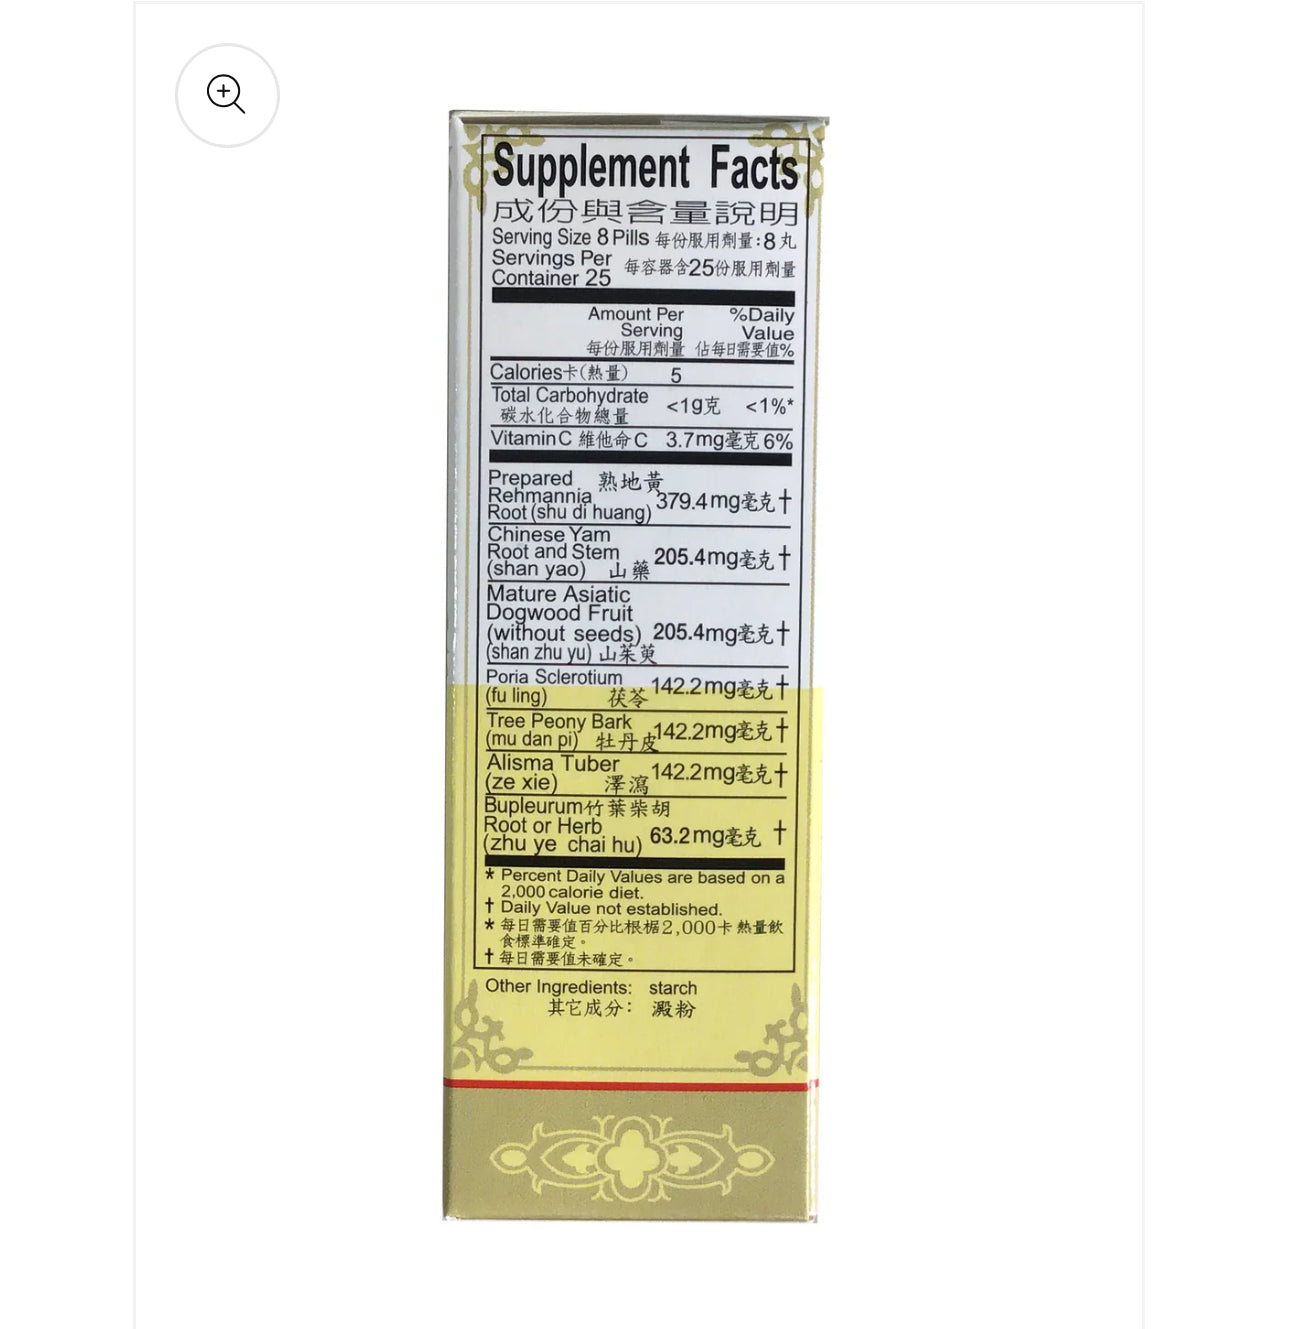 Supplement Facts
成份與含量說明
Serving Size 8 Pills 每份服用劑量:8丸
Servings Per
Container 25 每容器含25份服用劑量
Amount Per %Daily
Serving Value
每份服用劑量 佔每日需要值%
Calories卡(熱量) 5
Total Carbohydrate
碳水化合物總量 <1g克 <1%*
Vitamin C 維他命C 3.7mg毫克 6%
Prepared 熟地黃
Rehmannia 379.4mg毫克†
Root (shu di huang)
Chinese Yam
Root and Stem 205.4mg毫克†
(shan yao) 山藥
Mature Asiatic
Dogwood Fruit
(without seeds) 205.4mg毫克†
(shan zhu yu) 山茱萸
Poria Sclerotium 142.2mg毫克†
(fu ling) 茯苓
Tree Peony Bark 142.2mg毫克†
(mu dan pi) 牡丹皮
Alisma Tuber 142.2mg毫克†
(ze xie) 澤瀉
Bupleurum竹葉柴胡
Root or Herb 63.2mg毫克 †
(zhu ye chai hu)
* Percent Daily Values are based on a
2,000 calorie diet.
† Daily Value not established.
* 每日需要值百分比根椐2,000卡 熱量飲
食標準確定。
† 每日需要值未確定。
Other Ingredients: starch
其它成分: 澱粉